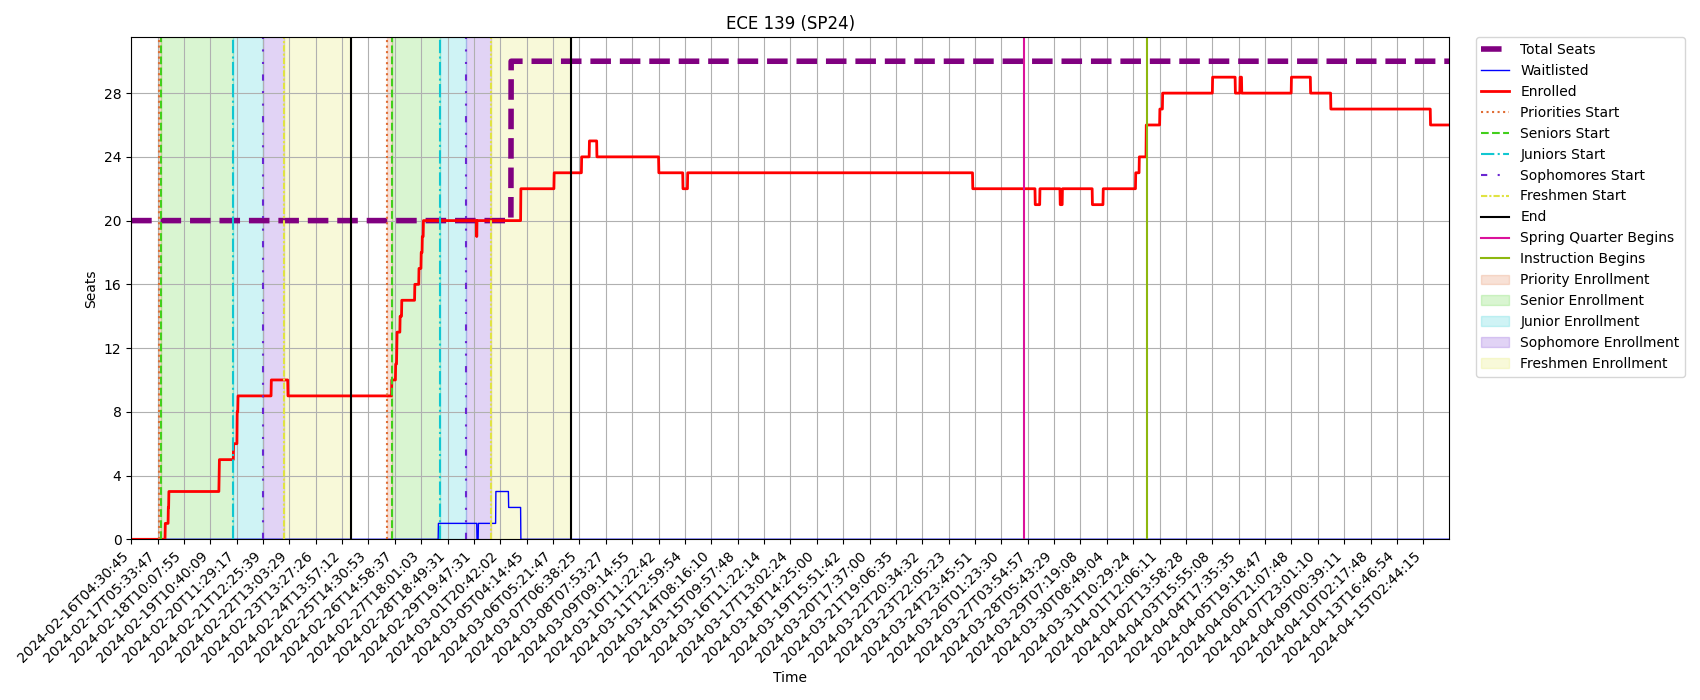 ECE 139 (SP24)
Seats
28
24
20
16
12
8
4
0
2024-02-16T04:30:45
2024-02-17T05:33:47
2024-02-18T10:07:55
2024-02-19T10:40:09
2024-02-20T11:29:17
2024-02-21T12:25:39
2024-02-22T13:03:29
2024-02-23T13:27:26
2024-02-24T13:57:12
2024-02-25T14:30:53
2024-02-26T14:58:37
2024-02-27T18:01:03
2024-02-28T18:49:31
2024-02-29T19:47:31
2024-03-01T20:42:02
2024-03-05T04:14:45
2024-03-06T05:21:47
2024-03-07T06:38:25
2024-03-08T07:53:27
2024-03-09T09:14:55
2024-03-10T11:22:42
2024-03-11T12:59:54
2024-03-14T08:16:10
2024-03-15T09:57:48
2024-03-16T11:22:14
2024-03-17T13:02:24
2024-03-18T14:25:00
2024-03-19T15:51:42
2024-03-20T17:37:00
2024-03-21T19:06:35
2024-03-22T20:34:32
2024-03-23T22:05:23
2024-03-24T23:45:51
2024-03-26T01:23:30
2024-03-27T03:54:57
2024-03-28T05:43:29
2024-03-29T07:19:08
2024-03-30T08:49:04
2024-03-31T10:29:24
2024-04-01T12:06:11
2024-04-02T13:58:28
2024-04-03T15:55:08
2024-04-04T17:35:35
2024-04-05T19:18:47
2024-04-06T21:07:48
2024-04-07T23:01:10
2024-04-09T00:39:11
2024-04-10T02:17:48
2024-04-13T16:46:54
2024-04-15T02:44:15
Time
Total Seats
Waitlisted
Enrolled
Priorities Start
Seniors Start
Juniors Start
Sophomores Start
Freshmen Start
End
Spring Quarter Begins
Instruction Begins
Priority Enrollment
Senior Enrollment
Junior Enrollment
Sophomore Enrollment
Freshmen Enrollment